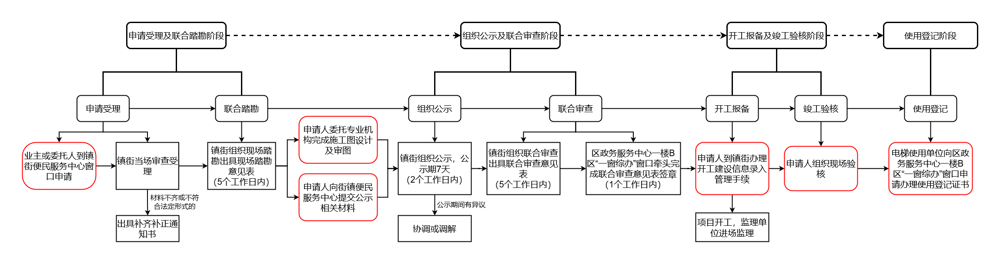 申请受理及联合踏勘阶段
组织公示及联合审查阶段
开工报备及竣工验核阶段
使用登记阶段
申请受理
联合踏勘
组织公示
联合审查
开工报备
竣工验核
使用登记
业主或委托人到镇
街便民服务中心窗
口申请
镇街当场审查受
理
材料不齐或不符
合法定形式的
出具补齐补正通
知书
镇街组织现场踏
勘出具现场踏勘
意见表
（5个工作日内）
申请人委托专业机
构完成施工图设计
及审图
申请人向街镇便民
服务中心提交公示
相关材料
镇街组织公示，公
示期7天
（2个工作日内）
公示期间有异议
协调或调解
镇街组织联合审查
出具联合审查意见
表
（5个工作日内）
区政务服务中心一楼B
区“一窗综办”窗口牵头完
成联合审查意见表签章
（1个工作日内）
申请人到镇街办理
开工建设信息录入
管理手续
项目开工，监理单
位进场监理
申请人组织现场验
核
电梯使用单位向区政
务服务中心一楼B
区“一窗综办”窗口申
请办理使用登记证书